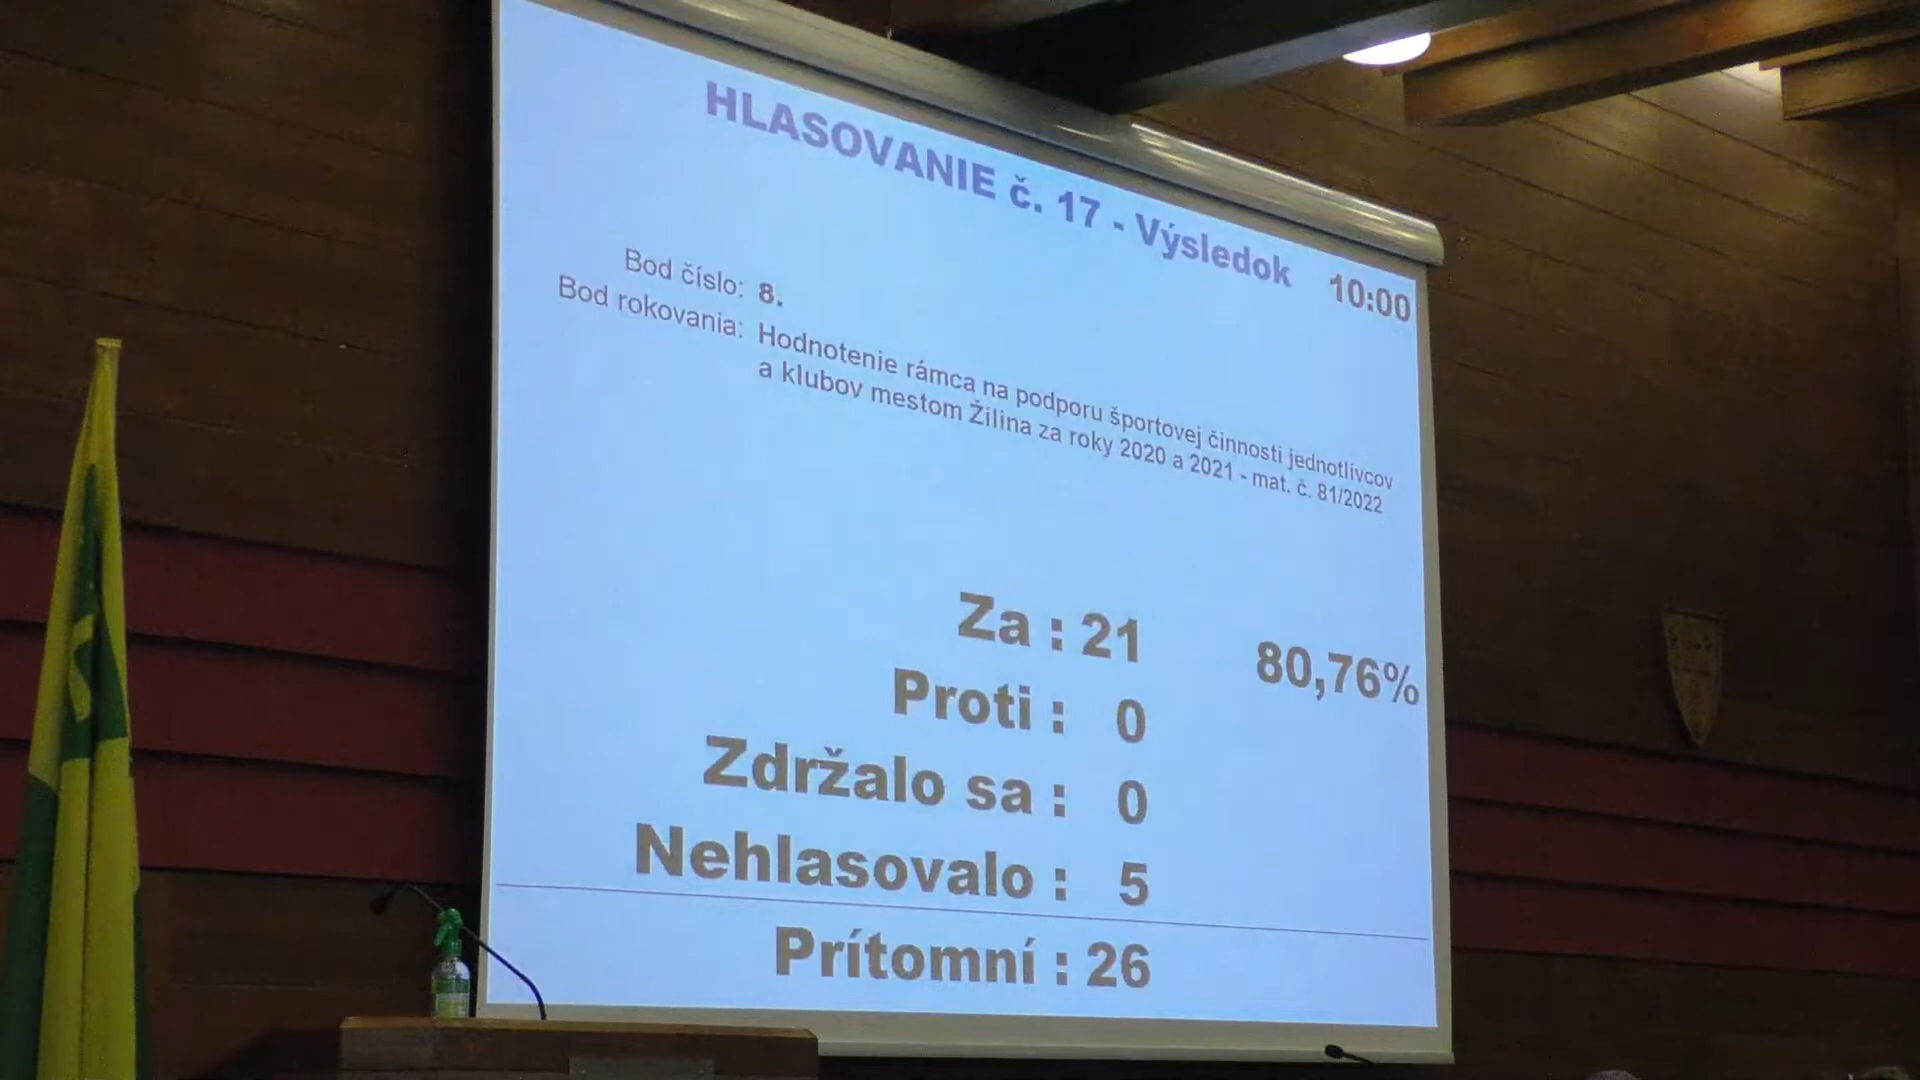 HLASOVANIE č. 17 - Výsledok 10:00
Bod číslo: 8.
Bod rokovania: Hodnotenie rámca na podporu športovej činnosti jednotlivcov
a klubov mestom Žilina za roky 2020 a 2021 - mat. č. 81/2022
Za : 21 80,76%
Proti : 0
Zdržalo sa : 0
Nehlasovalo : 5
Prítomní : 26